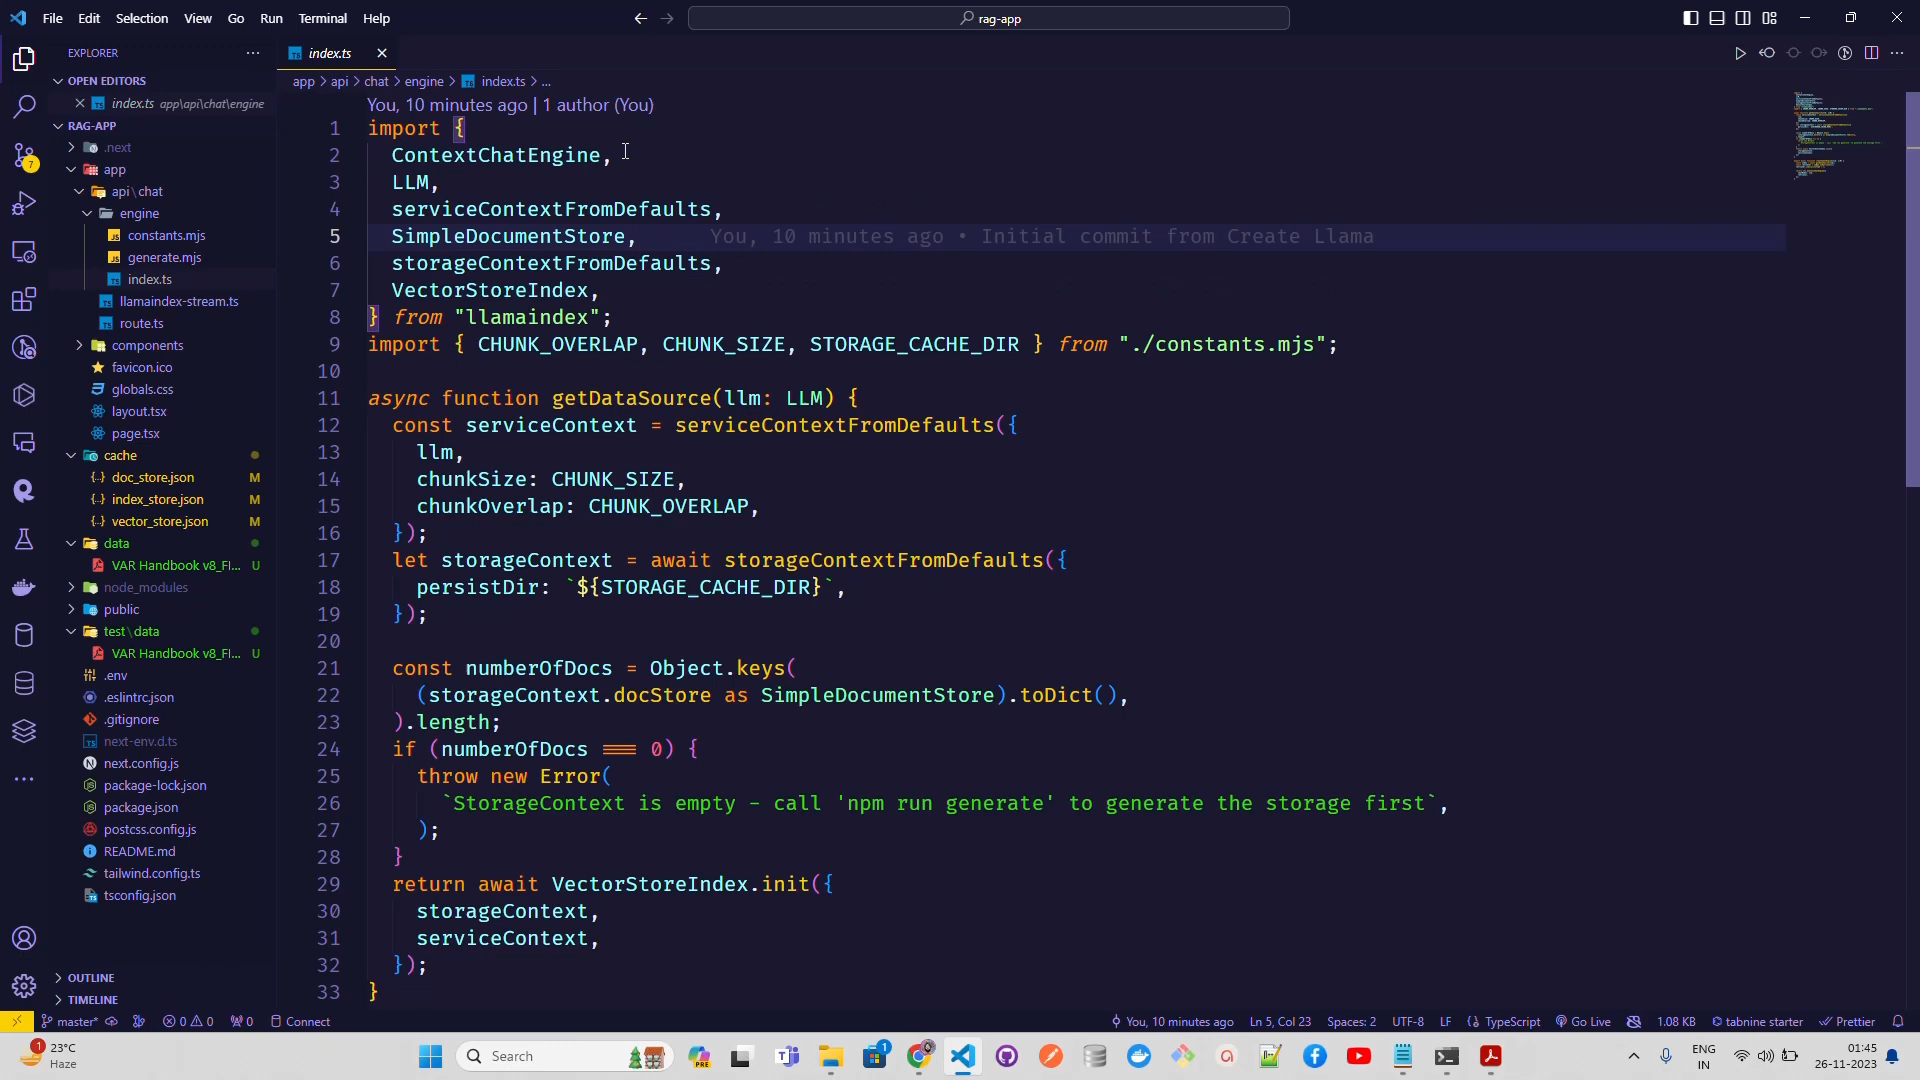 File Edit Selection View Go Run Terminal Help
rag-app
EXPLORER
OPEN EDITORS
index.ts app\api\chat\engine
RAG-APP
.next
app
api\chat
engine
constants.mjs
generate.mjs
index.ts
llamaindex-stream.ts
route.ts
components
favicon.ico
globals.css
layout.tsx
page.tsx
cache
doc_store.json M
index_store.json M
vector_store.json M
data
VAR Handbook v8_FI... U
node_modules
public
test\data
VAR Handbook v8_FI... U
.env
.eslintrc.json
.gitignore
next-env.d.ts
next.config.js
package-lock.json
package.json
postcss.config.js
README.md
tailwind.config.ts
tsconfig.json
OUTLINE
TIMELINE
7
index.ts
app > api > chat > engine > index.ts > ...
You, 10 minutes ago | 1 author (You)
1 import {
2 ContextChatEngine,
3 LLM,
4 serviceContextFromDefaults,
5 SimpleDocumentStore, You, 10 minutes ago • Initial commit from Create Llama
6 storageContextFromDefaults,
7 VectorStoreIndex,
8 } from "llamaindex";
9 import { CHUNK_OVERLAP, CHUNK_SIZE, STORAGE_CACHE_DIR } from "./constants.mjs";
10
11 async function getDataSource(llm: LLM) {
12 const serviceContext = serviceContextFromDefaults({
13 llm,
14 chunkSize: CHUNK_SIZE,
15 chunkOverlap: CHUNK_OVERLAP,
16 });
17 let storageContext = await storageContextFromDefaults({
18 persistDir: `${STORAGE_CACHE_DIR}`,
19 });
20
21 const numberOfDocs = Object.keys(
22 (storageContext.docStore as SimpleDocumentStore).toDict(),
23 ).length;
24 if (numberOfDocs === 0) {
25 throw new Error(
26 `StorageContext is empty - call 'npm run generate' to generate the storage first`,
27 );
28 }
29 return await VectorStoreIndex.init({
30 storageContext,
31 serviceContext,
32 });
33 }
master* 0 0 0 Connect You, 10 minutes ago Ln 5, Col 23 Spaces: 2 UTF-8 LF TypeScript Go Live 1.08 KB tabnine starter Prettier
1 23°C
Haze
Search
PRE
1
ENG
IN
01:45
26-11-2023